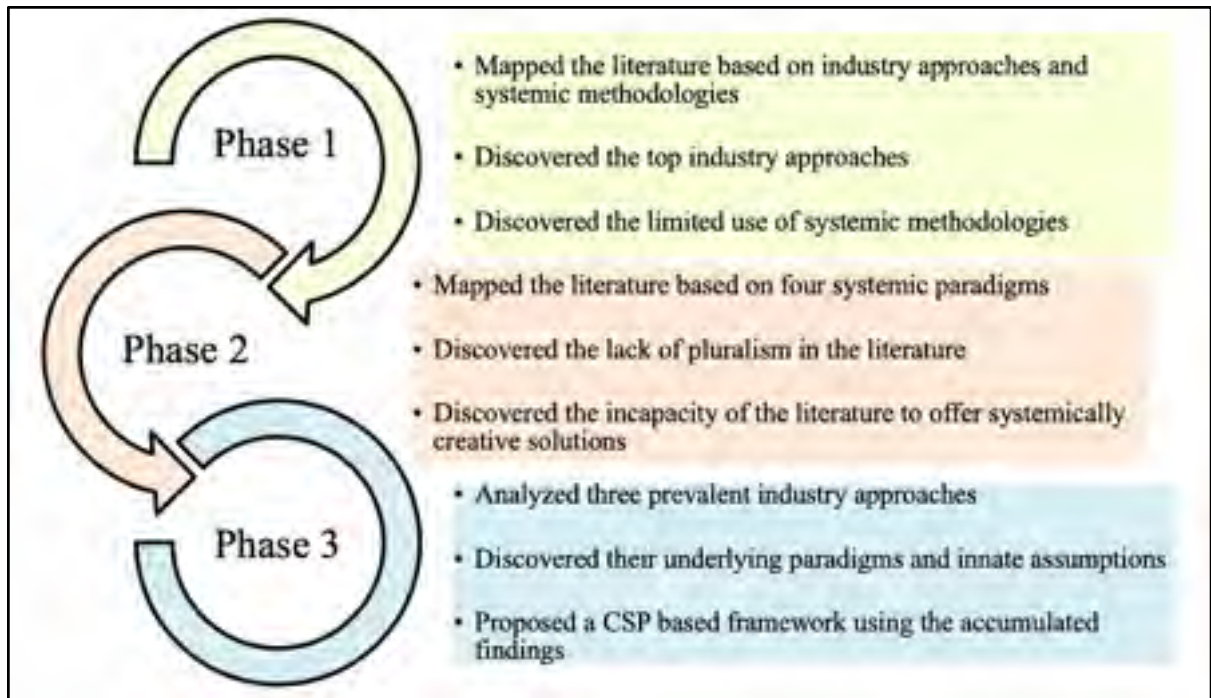 Phase 1
• Mapped the literature based on industry approaches and
systemic methodologies
• Discovered the top industry approaches
• Discovered the limited use of systemic methodologies
Phase 2
• Mapped the literature based on four systemic paradigms
• Discovered the lack of pluralism in the literature
• Discovered the incapacity of the literature to offer systemically
creative solutions
Phase 3
• Analyzed three prevalent industry approaches
• Discovered their underlying paradigms and innate assumptions
• Proposed a CSP based framework using the accumulated
findings